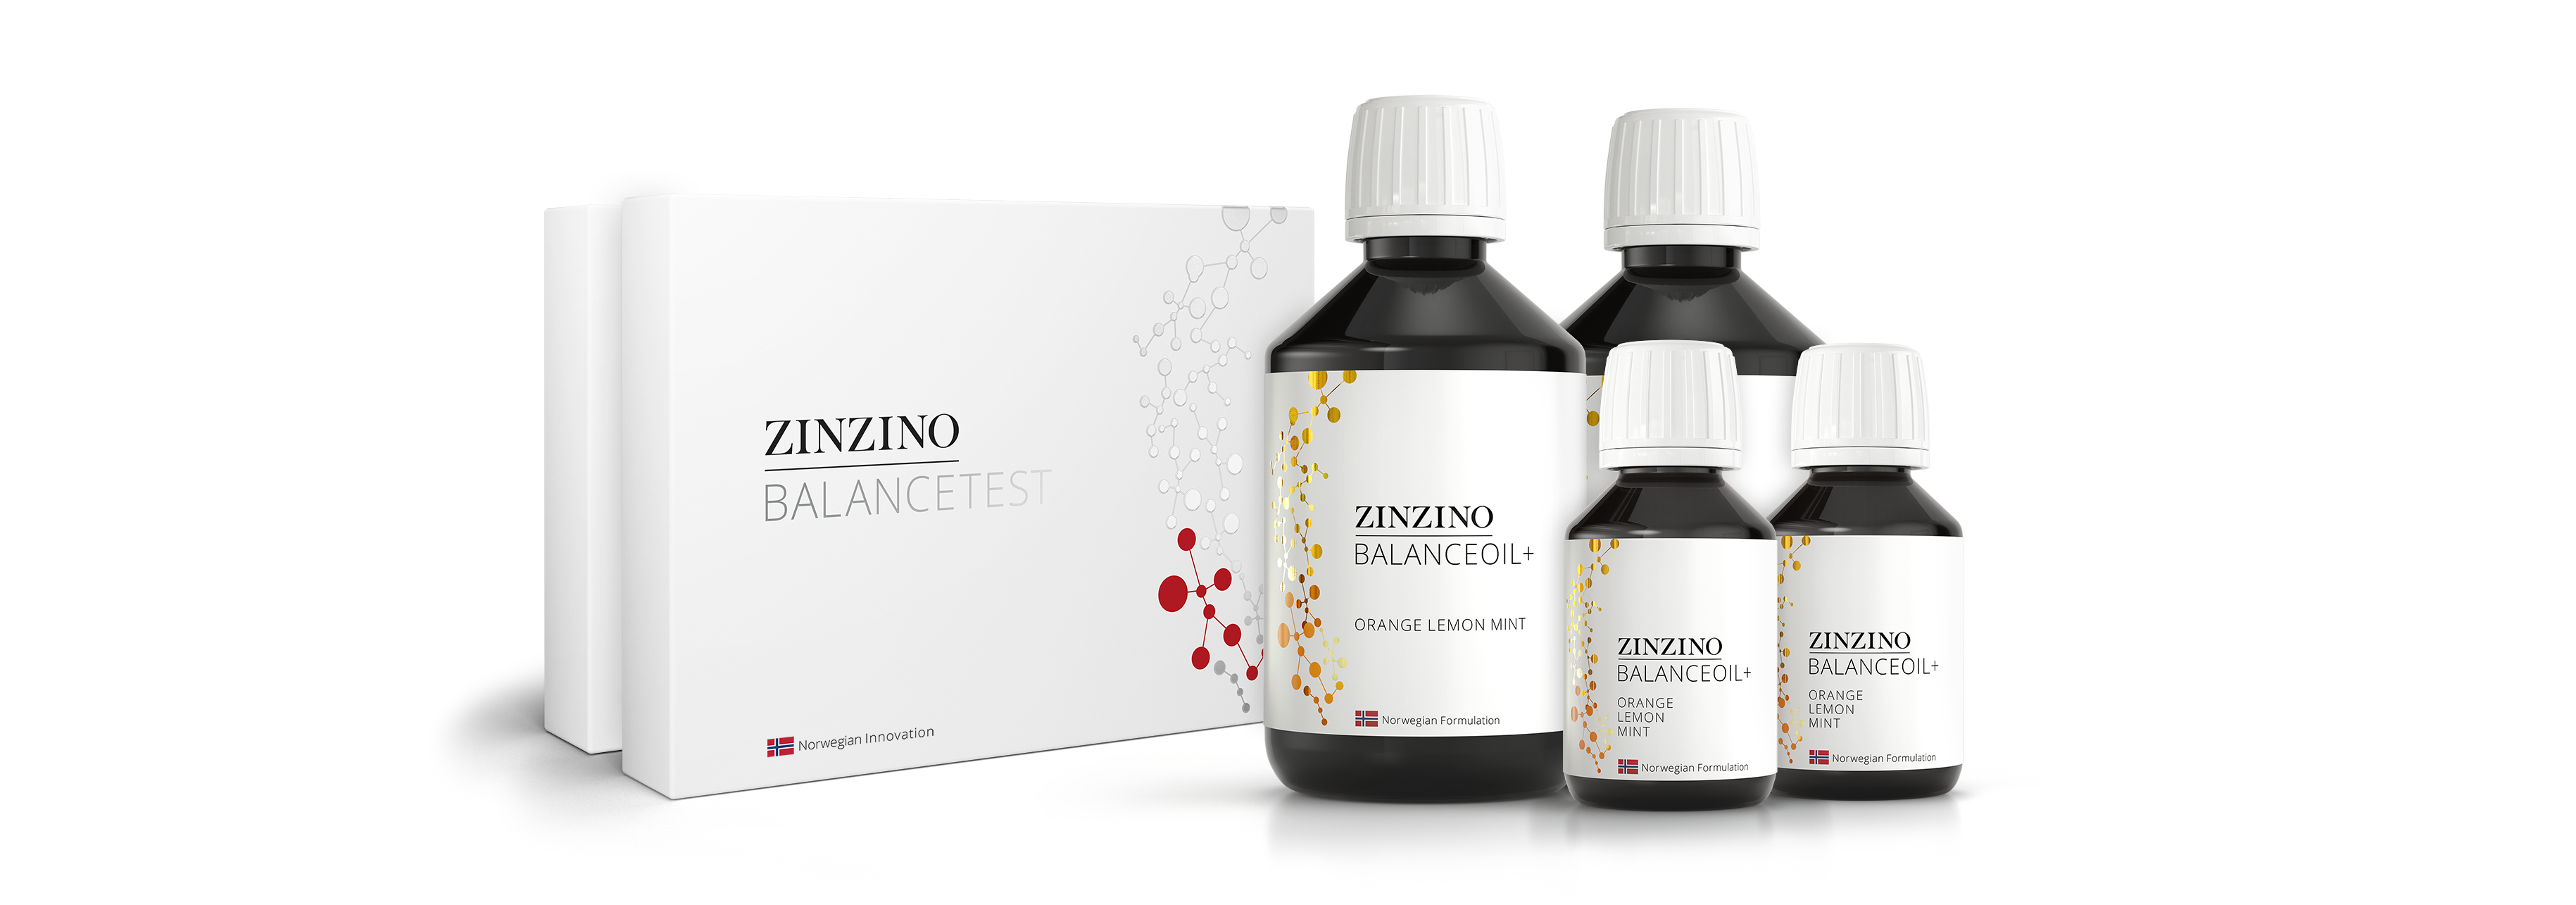 ZINZINO
BALANCETEST
Norwegian Innovation
ZINZINO
BALANCEOIL+
ORANGE LEMON MINT
Norwegian Formulation
ZINZINO
BALANCEOIL+
ORANGE
LEMON
MINT
Norwegian Formulation
ZINZINO
BALANCEOIL+
ORANGE
LEMON
MINT
Norwegian Formulation